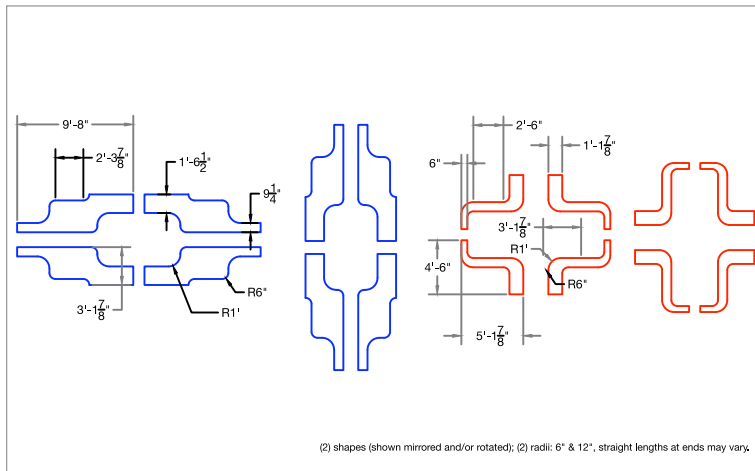 9'-8"
2'-3 7/8"
1'-6 1/2"
9 1/4"
3'-1 7/8"
R1'
R6"
2'-6"
6"
1'-1 7/8"
3'-1 7/8"
R1'
R6"
4'-6"
5'-1 7/8"
(2) shapes (shown mirrored and/or rotated); (2) radii: 6" & 12", straight lengths at ends may vary.